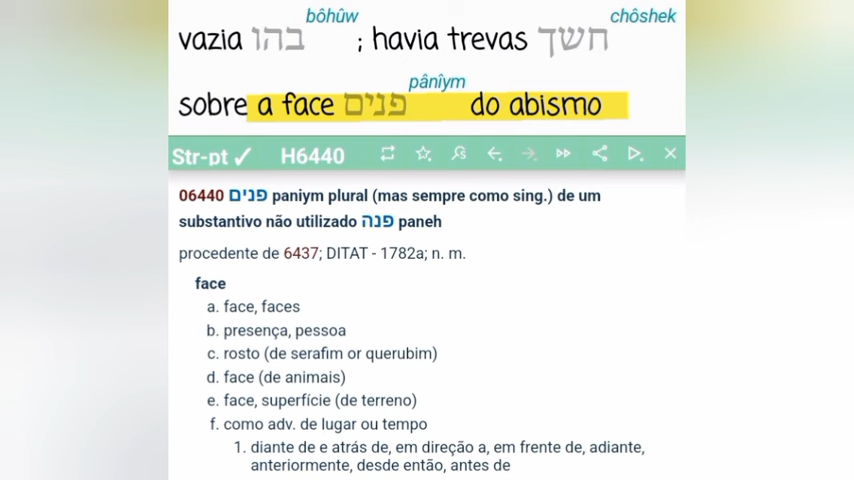 bôhûw chôshek
vazia בהו ; havia trevas חשך
pânîym
sobre a face פנים do abismo
Str-pt ✓ H6440
06440 פנים paniym plural (mas sempre como sing.) de um
substantivo não utilizado פנה paneh
procedente de 6437; DITAT - 1782a; n. m.
face
a. face, faces
b. presença, pessoa
c. rosto (de serafim or querubim)
d. face (de animais)
e. face, superfície (de terreno)
f. como adv. de lugar ou tempo
1. diante de e atrás de, em direção a, em frente de, adiante,
anteriormente, desde então, antes de